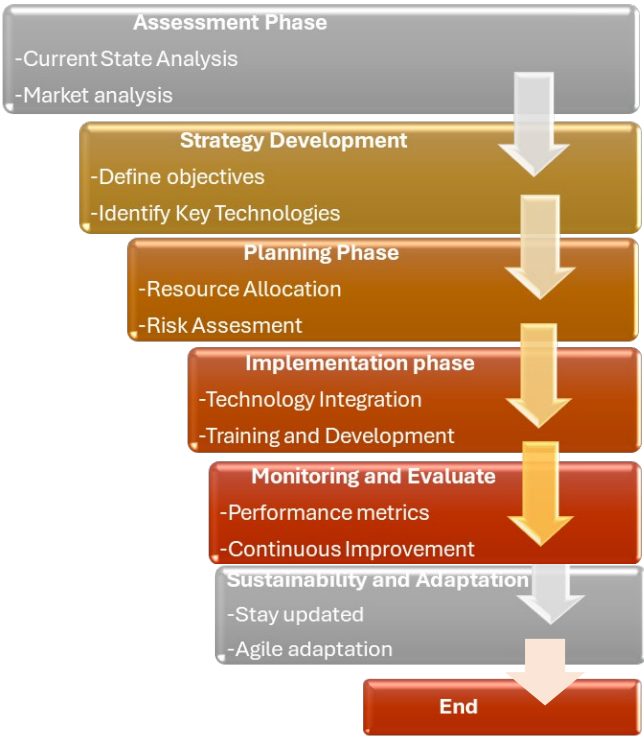 Assessment Phase
-Current State Analysis
-Market analysis
Strategy Development
-Define objectives
-Identify Key Technologies
Planning Phase
-Resource Allocation
-Risk Assesment
Implementation phase
-Technology Integration
-Training and Development
Monitoring and Evaluate
-Performance metrics
-Continuous Improvement
Sustainability and Adaptation
-Stay updated
-Agile adaptation
End